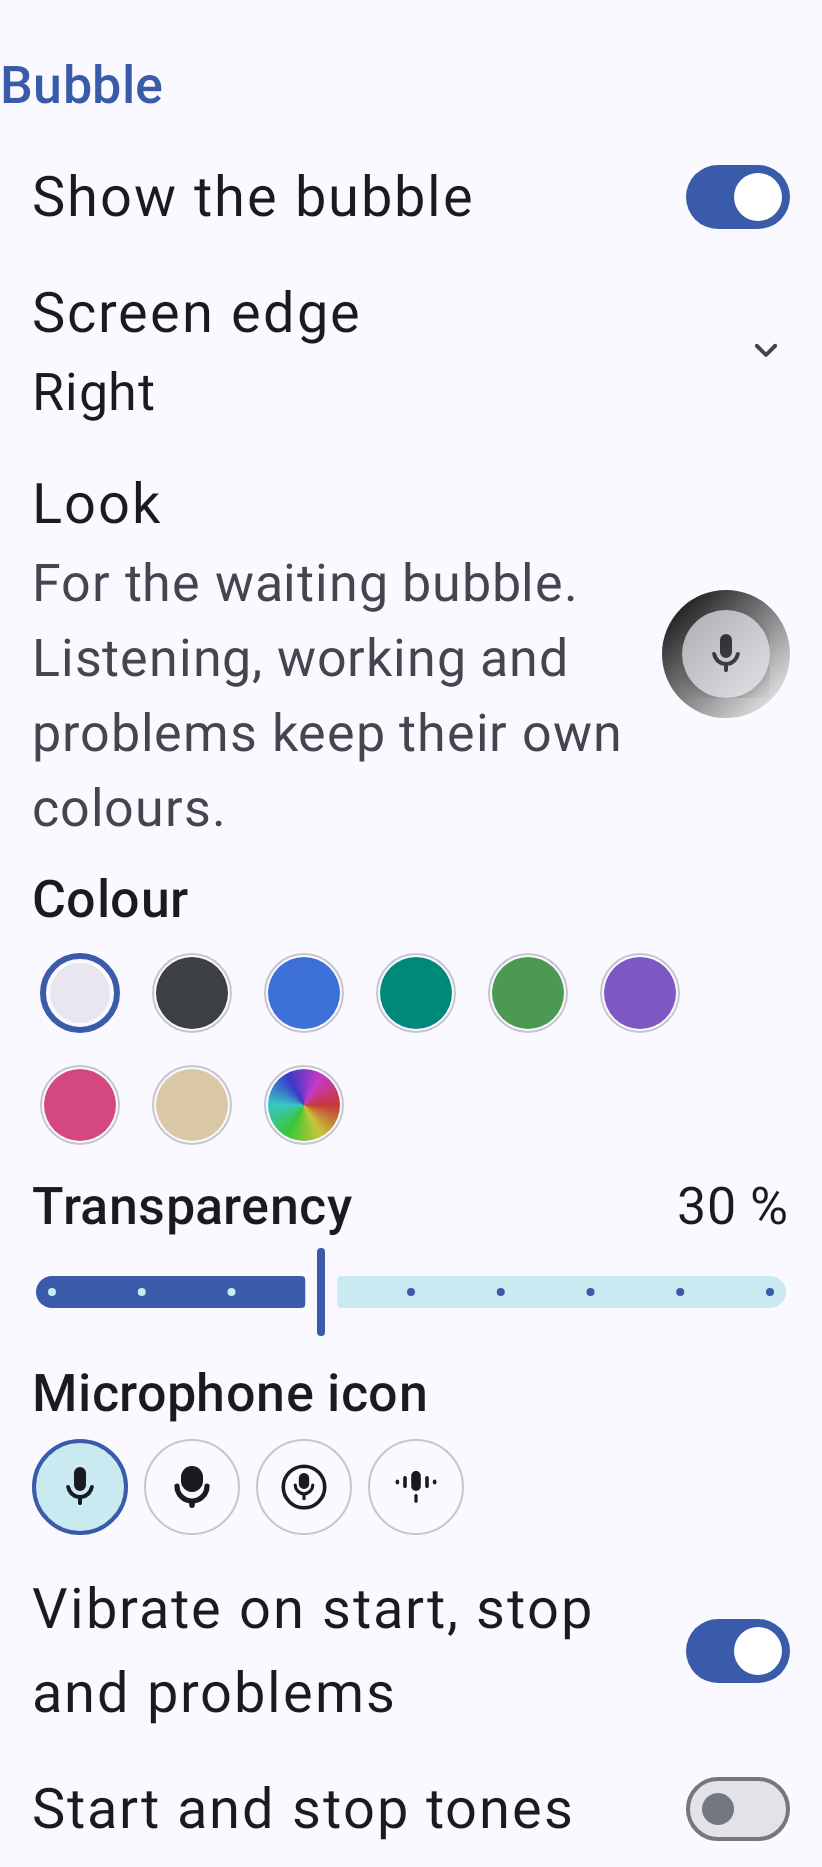 Bubble
Show the bubble
Screen edge
Right
Look
For the waiting bubble.
Listening, working and
problems keep their own
colours.
Colour
Transparency 30 %
Microphone icon
Vibrate on start, stop
and problems
Start and stop tones